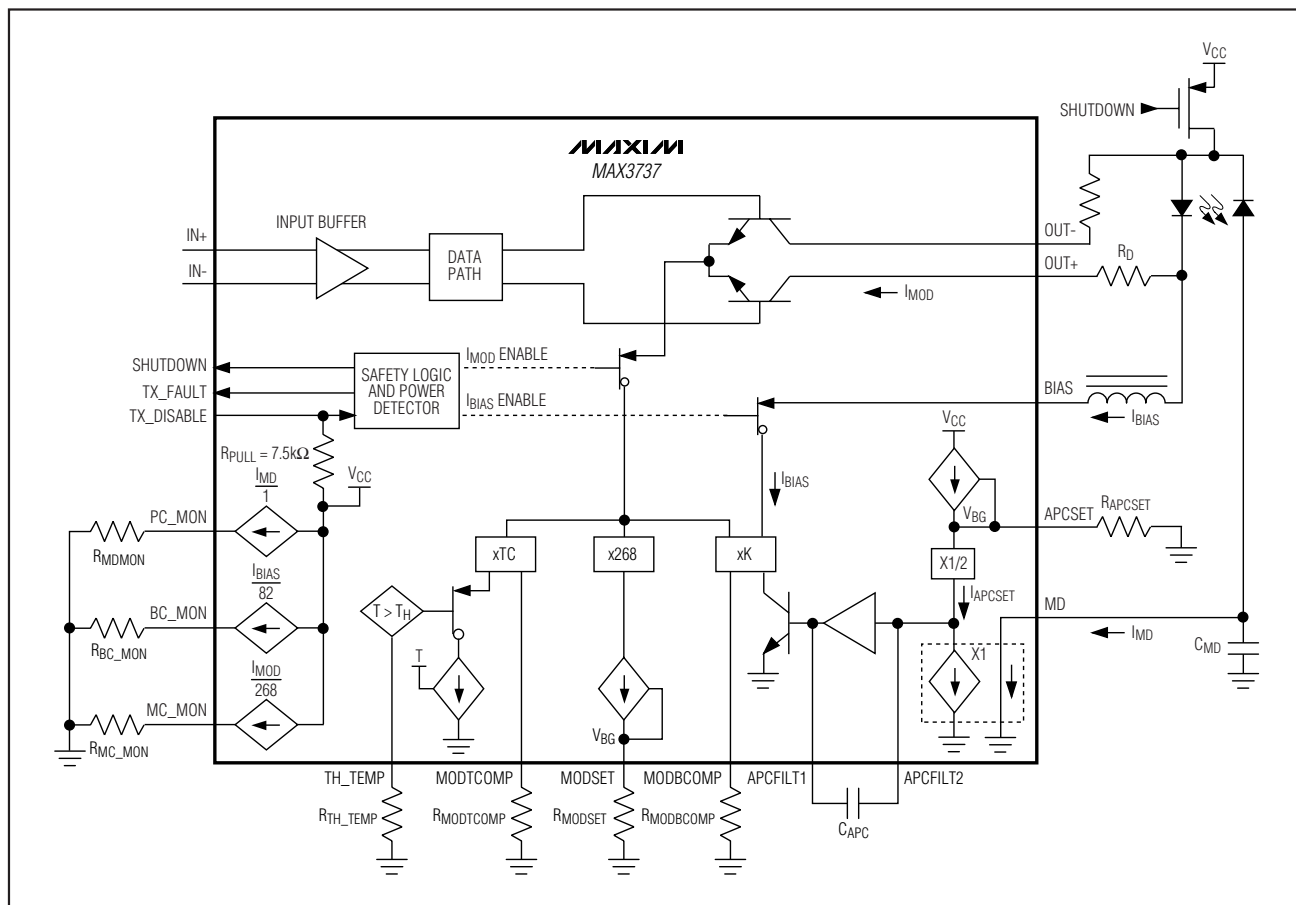 VCC
SHUTDOWN
MAXIM
MAX3737
INPUT BUFFER
IN+
IN-
DATA
PATH
OUT-
OUT+
RD
IMOD
SHUTDOWN
TX_FAULT
TX_DISABLE
SAFETY LOGIC
AND POWER
DETECTOR
IMOD ENABLE
IBIAS ENABLE
BIAS
IBIAS
RPULL = 7.5kΩ
VCC
VCC
IBIAS
IMD
1
PC_MON
RMDMON
VBG
APCSET
RAPCSET
xTC
x268
xK
X1/2
IBIAS
82
BC_MON
RBC_MON
T > TH
IAPCSET
MD
IMD
CMD
X1
T
IMOD
268
MC_MON
RMC_MON
VBG
TH_TEMP
MODTCOMP
MODSET
MODBCOMP
APCFILT1
APCFILT2
RTH_TEMP
RMODTCOMP
RMODSET
RMODBCOMP
CAPC